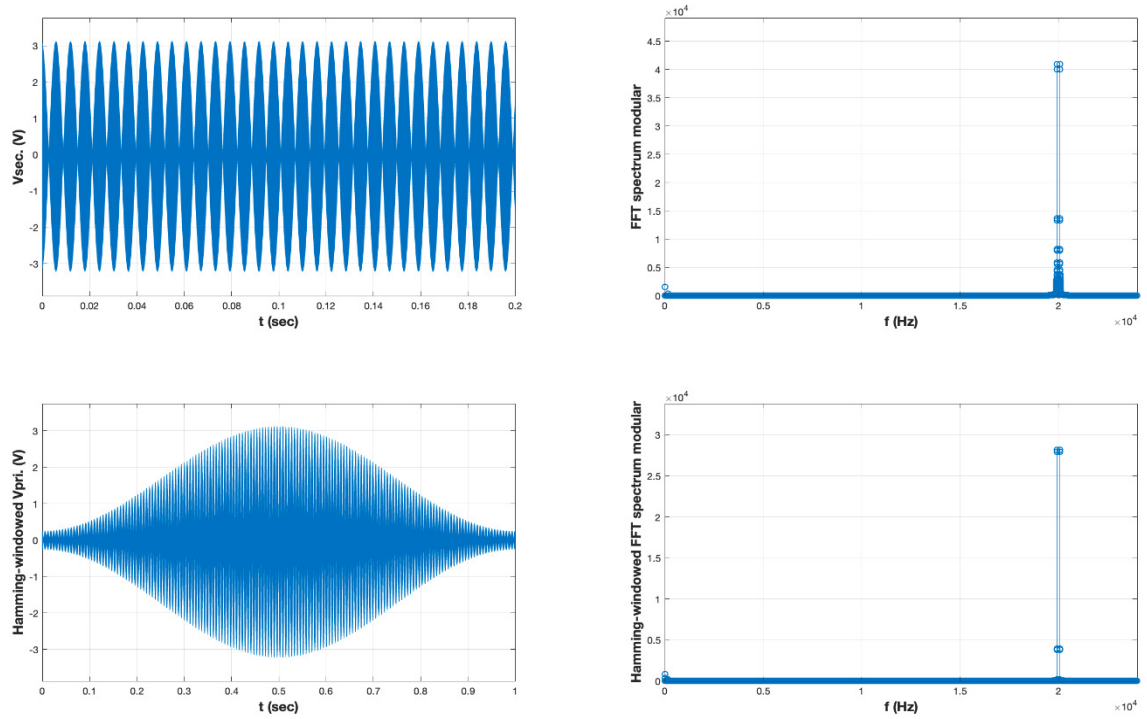 3
2
1
0
-1
-2
-3
Vsec. (V)
0 0.02 0.04 0.06 0.08 0.1 0.12 0.14 0.16 0.18 0.2
t (sec)
×10⁴
4.5
4
3.5
3
2.5
2
1.5
1
0.5
0
FFT spectrum modular
0 0.5 1 1.5 2
×10⁴
f (Hz)
3
2
1
0
-1
-2
-3
Hamming-windowed Vpri. (V)
0 0.1 0.2 0.3 0.4 0.5 0.6 0.7 0.8 0.9 1
t (sec)
×10⁴
3
2.5
2
1.5
1
0.5
0
Hamming-windowed FFT spectrum modular
0 0.5 1 1.5 2
×10⁴
f (Hz)